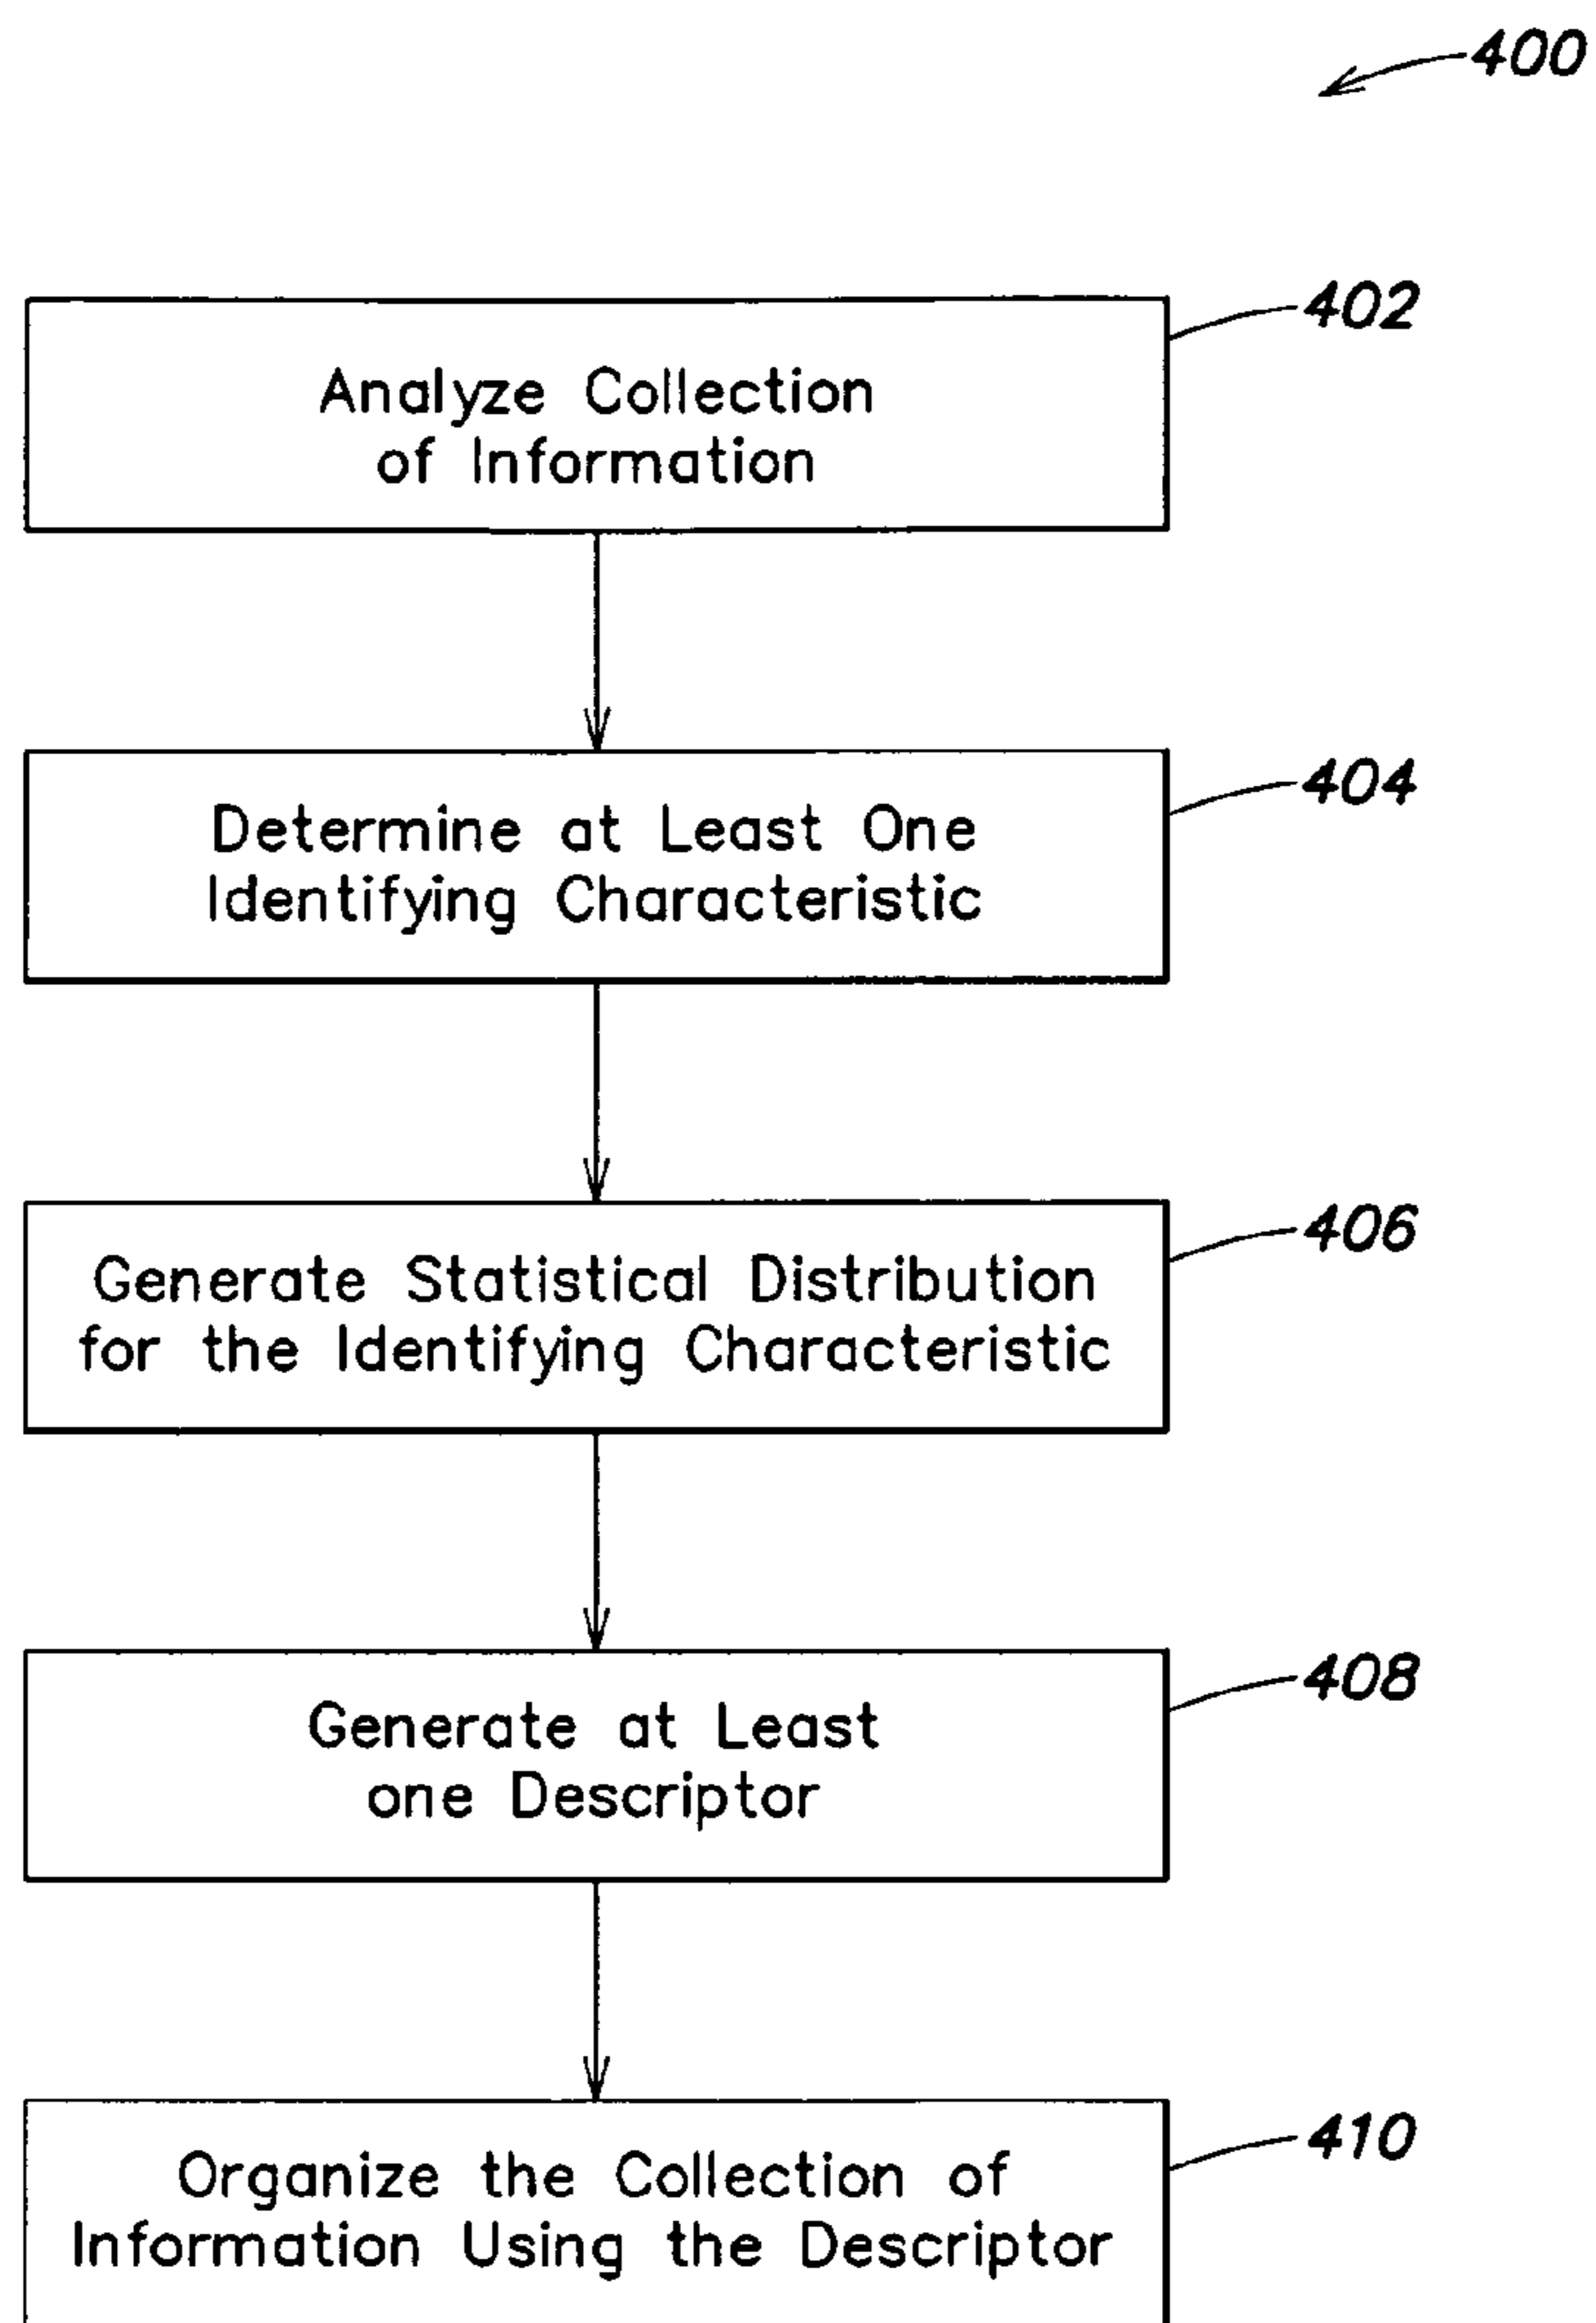 400
402
Analyze Collection
of Information
404
Determine at Least One
Identifying Characteristic
406
Generate Statistical Distribution
for the Identifying Characteristic
408
Generate at Least
one Descriptor
410
Organize the Collection of
Information Using the Descriptor